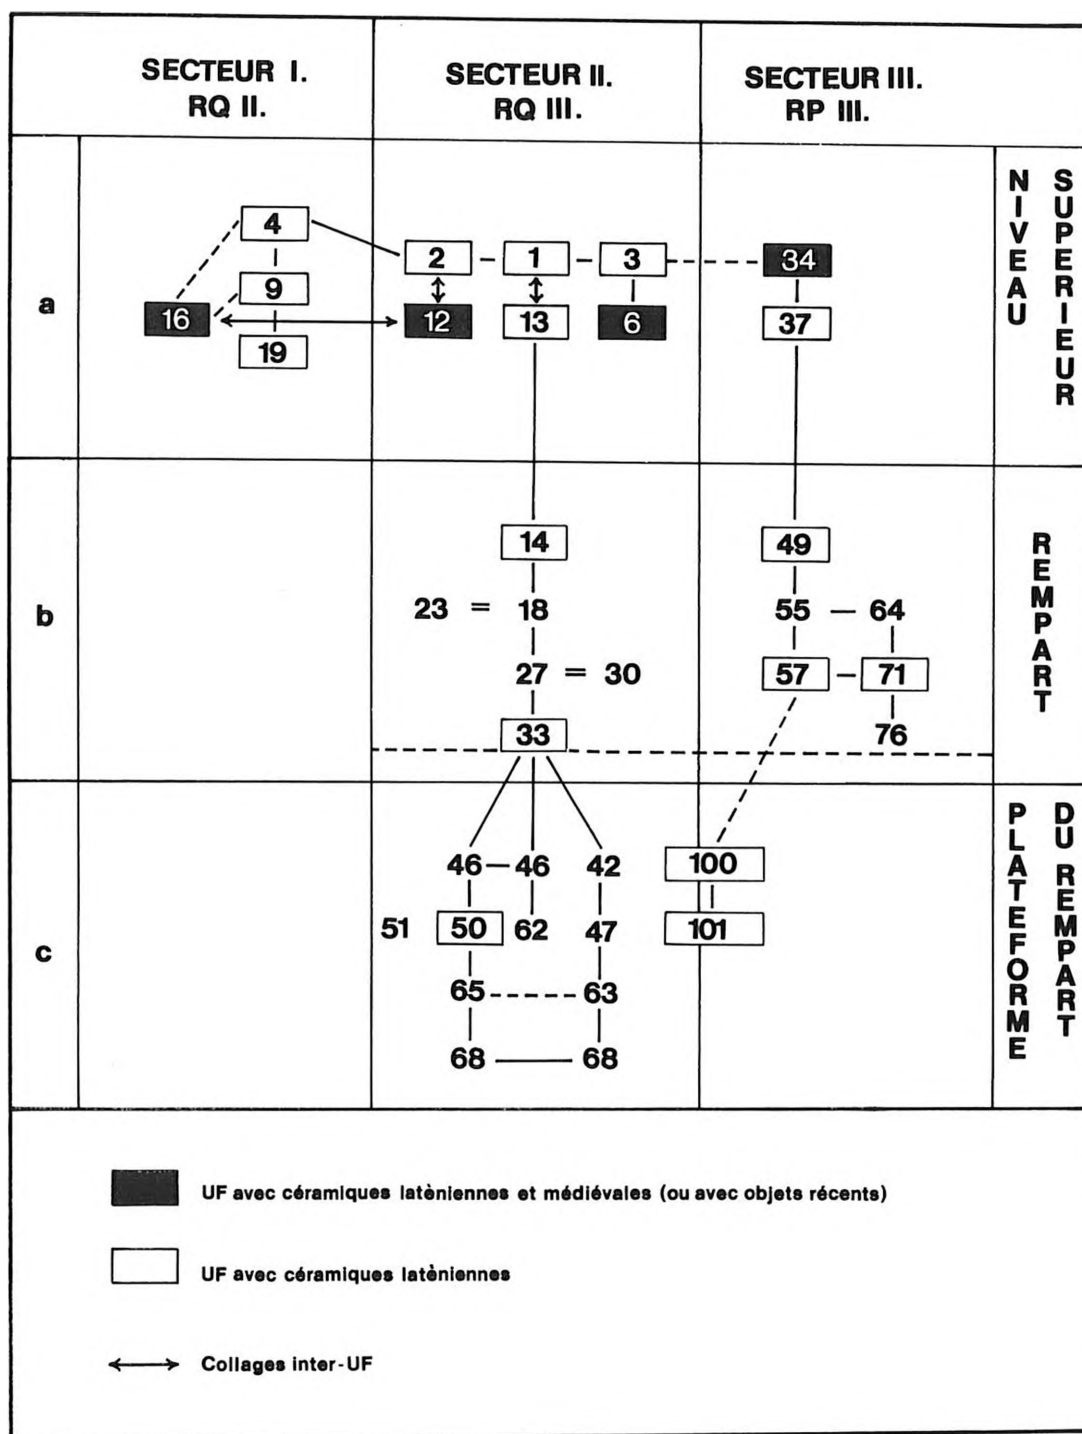 SECTEUR I.
RQ II.
SECTEUR II.
RQ III.
SECTEUR III.
RP III.
a
4
9
16
19
2 – 1 – 3
12
13
6
34
37
NIVEAU
SUPERIEUR
b
14
23 = 18
27 = 30
33
49
55 – 64
57 – 71
76
REMPART
c
46 – 46 42
51 50 62 47
65 63
68 68
100
101
PLATEFORME
DU REMPART
UF avec céramiques latèniennes et médiévales (ou avec objets récents)
UF avec céramiques latèniennes
Collages inter-UF